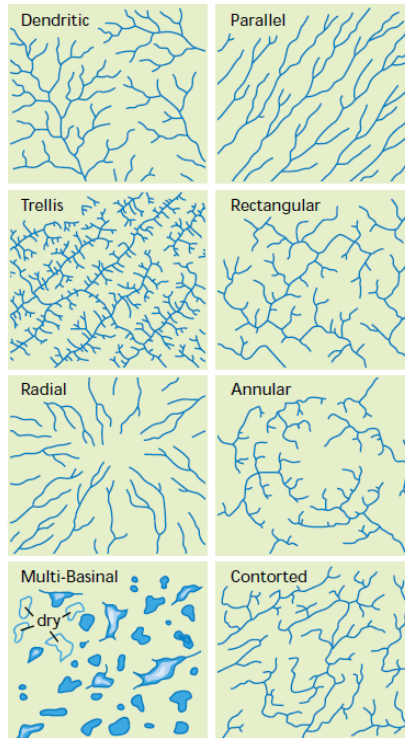 Dendritic
Parallel
Trellis
Rectangular
Radial
Annular
Multi-Basinal
dry
Contorted